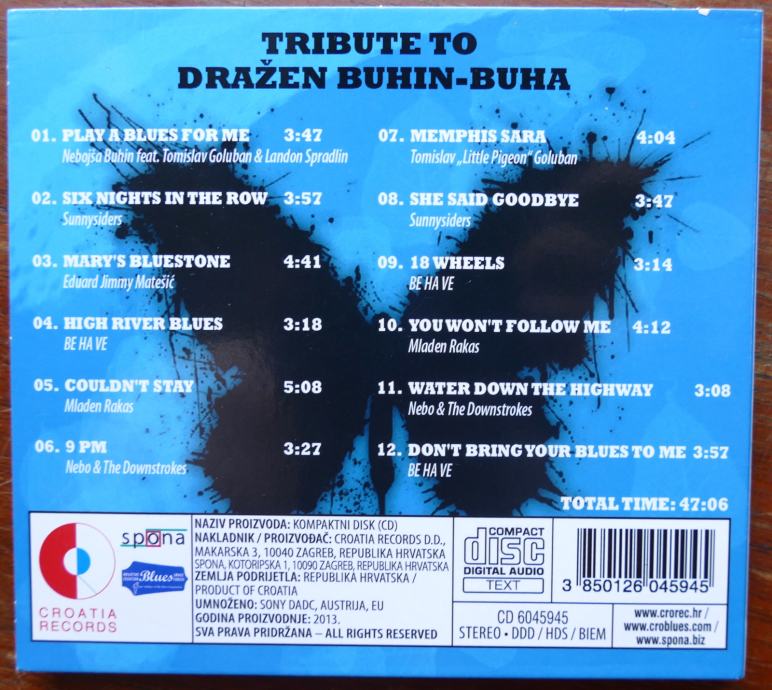 TRIBUTE TO
DRAŽEN BUHIN-BUHA
01. PLAY A BLUES FOR ME 3:47
Nebojša Buhin feat. Tomislav Goluban & Landon Spradlin
02. SIX NIGHTS IN THE ROW 3:57
Sunnysiders
03. MARY'S BLUESTONE 4:41
Eduard Jimmy Matešić
04. HIGH RIVER BLUES 3:18
BE HA VE
05. COULDN'T STAY 5:08
Mladen Rakas
06. 9 PM 3:27
Nebo & The Downstrokes
07. MEMPHIS SARA 4:04
Tomislav „Little Pigeon" Goluban
08. SHE SAID GOODBYE 3:47
Sunnysiders
09. 18 WHEELS 3:14
BE HA VE
10. YOU WON'T FOLLOW ME 4:12
Mladen Rakas
11. WATER DOWN THE HIGHWAY 3:08
Nebo & The Downstrokes
12. DON'T BRING YOUR BLUES TO ME 3:57
BE HA VE
TOTAL TIME: 47:06
CROATIA
RECORDS
spona
Blues
NAZIV PROIZVODA: KOMPAKTNI DISK (CD)
NAKLADNIK / PROIZVOĐAČ: CROATIA RECORDS D.D.,
MAKARSKA 3, 10040 ZAGREB, REPUBLIKA HRVATSKA
SPONA, KOTORIPSKA 1, 10090 ZAGREB, REPUBLIKA HRVATSKA
ZEMLJA PODRIJETLA: REPUBLIKA HRVATSKA /
PRODUCT OF CROATIA
UMNOŽENO: SONY DADC, AUSTRIJA, EU
GODINA PROIZVODNJE: 2013.
SVA PRAVA PRIDRŽANA – ALL RIGHTS RESERVED
COMPACT
disc
DIGITAL AUDIO
TEXT
3 850126 045945
CD 6045945
STEREO • DDD / HDS / BIEM
www.crorec.hr /
www.croblues.com /
www.spona.biz